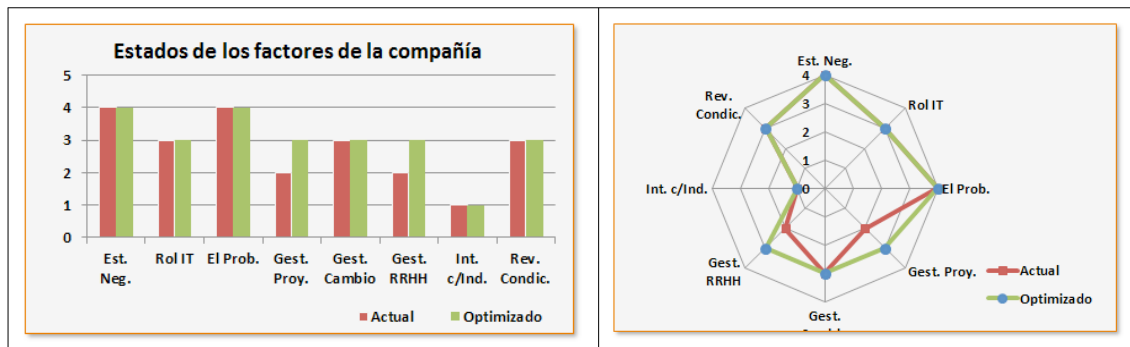 Estados de los factores de la compañía
5
4
3
2
1
0
Est.
Neg.
Rol IT
El Prob.
Gest.
Proy.
Gest.
Cambio
Gest.
RRHH
Int.
c/Ind.
Rev.
Condic.
Actual
Optimizado
Est. Neg.
4
Rev.
Condic.
Rol IT
3
2
1
Int. c/Ind.
0
El Prob.
Gest.
RRHH
Gest. Proy.
Actual
Optimizado
Gest.